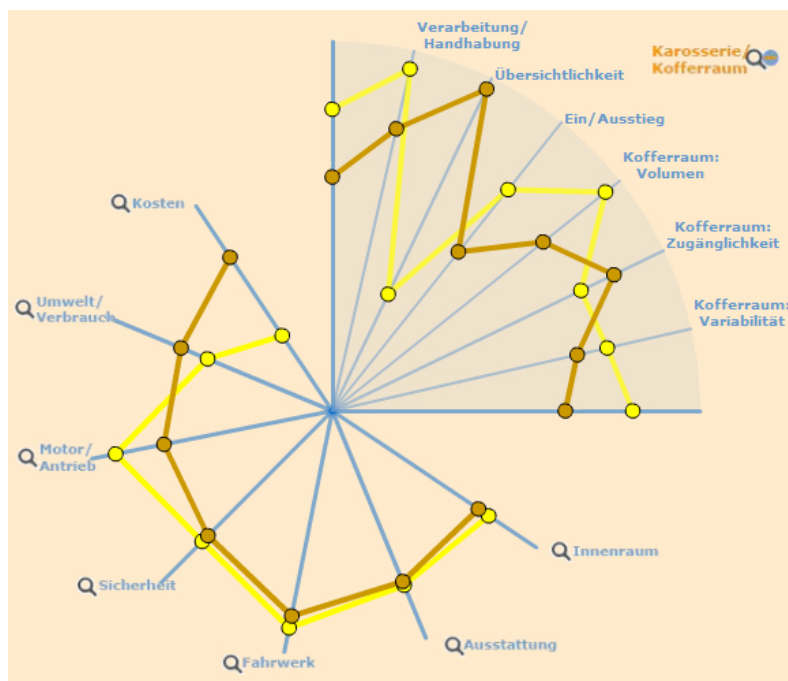 Verarbeitung/
Handhabung
Karosserie/
Kofferraum
Übersichtlichkeit
Ein/Ausstieg
Kofferraum:
Volumen
Kofferraum:
Zugänglichkeit
Kofferraum:
Variabilität
Kosten
Umwelt/
Verbrauch
Motor/
Antrieb
Sicherheit
Fahrwerk
Ausstattung
Innenraum